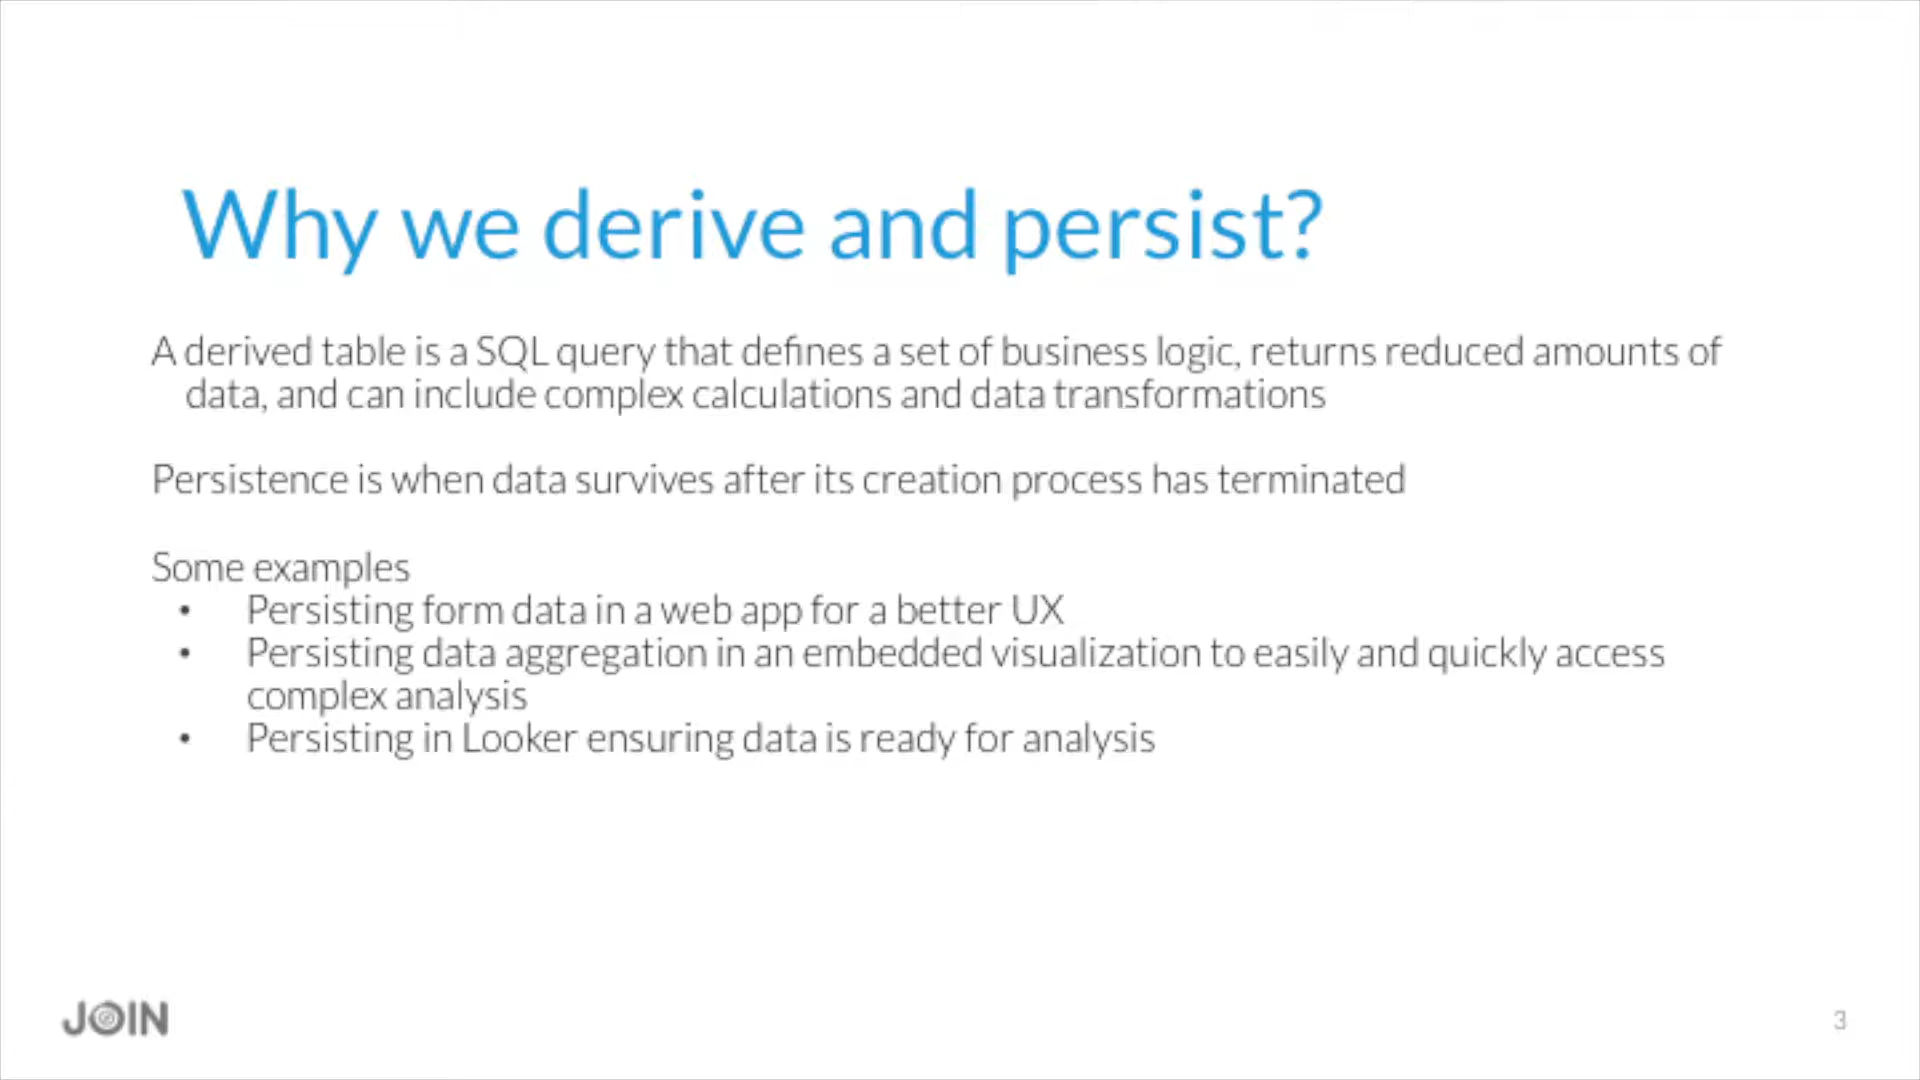 Why we derive and persist?
A derived table is a SQL query that defines a set of business logic, returns reduced amounts of
data, and can include complex calculations and data transformations
Persistence is when data survives after its creation process has terminated
Some examples
• Persisting form data in a web app for a better UX
• Persisting data aggregation in an embedded visualization to easily and quickly access
complex analysis
• Persisting in Looker ensuring data is ready for analysis
JOIN
3